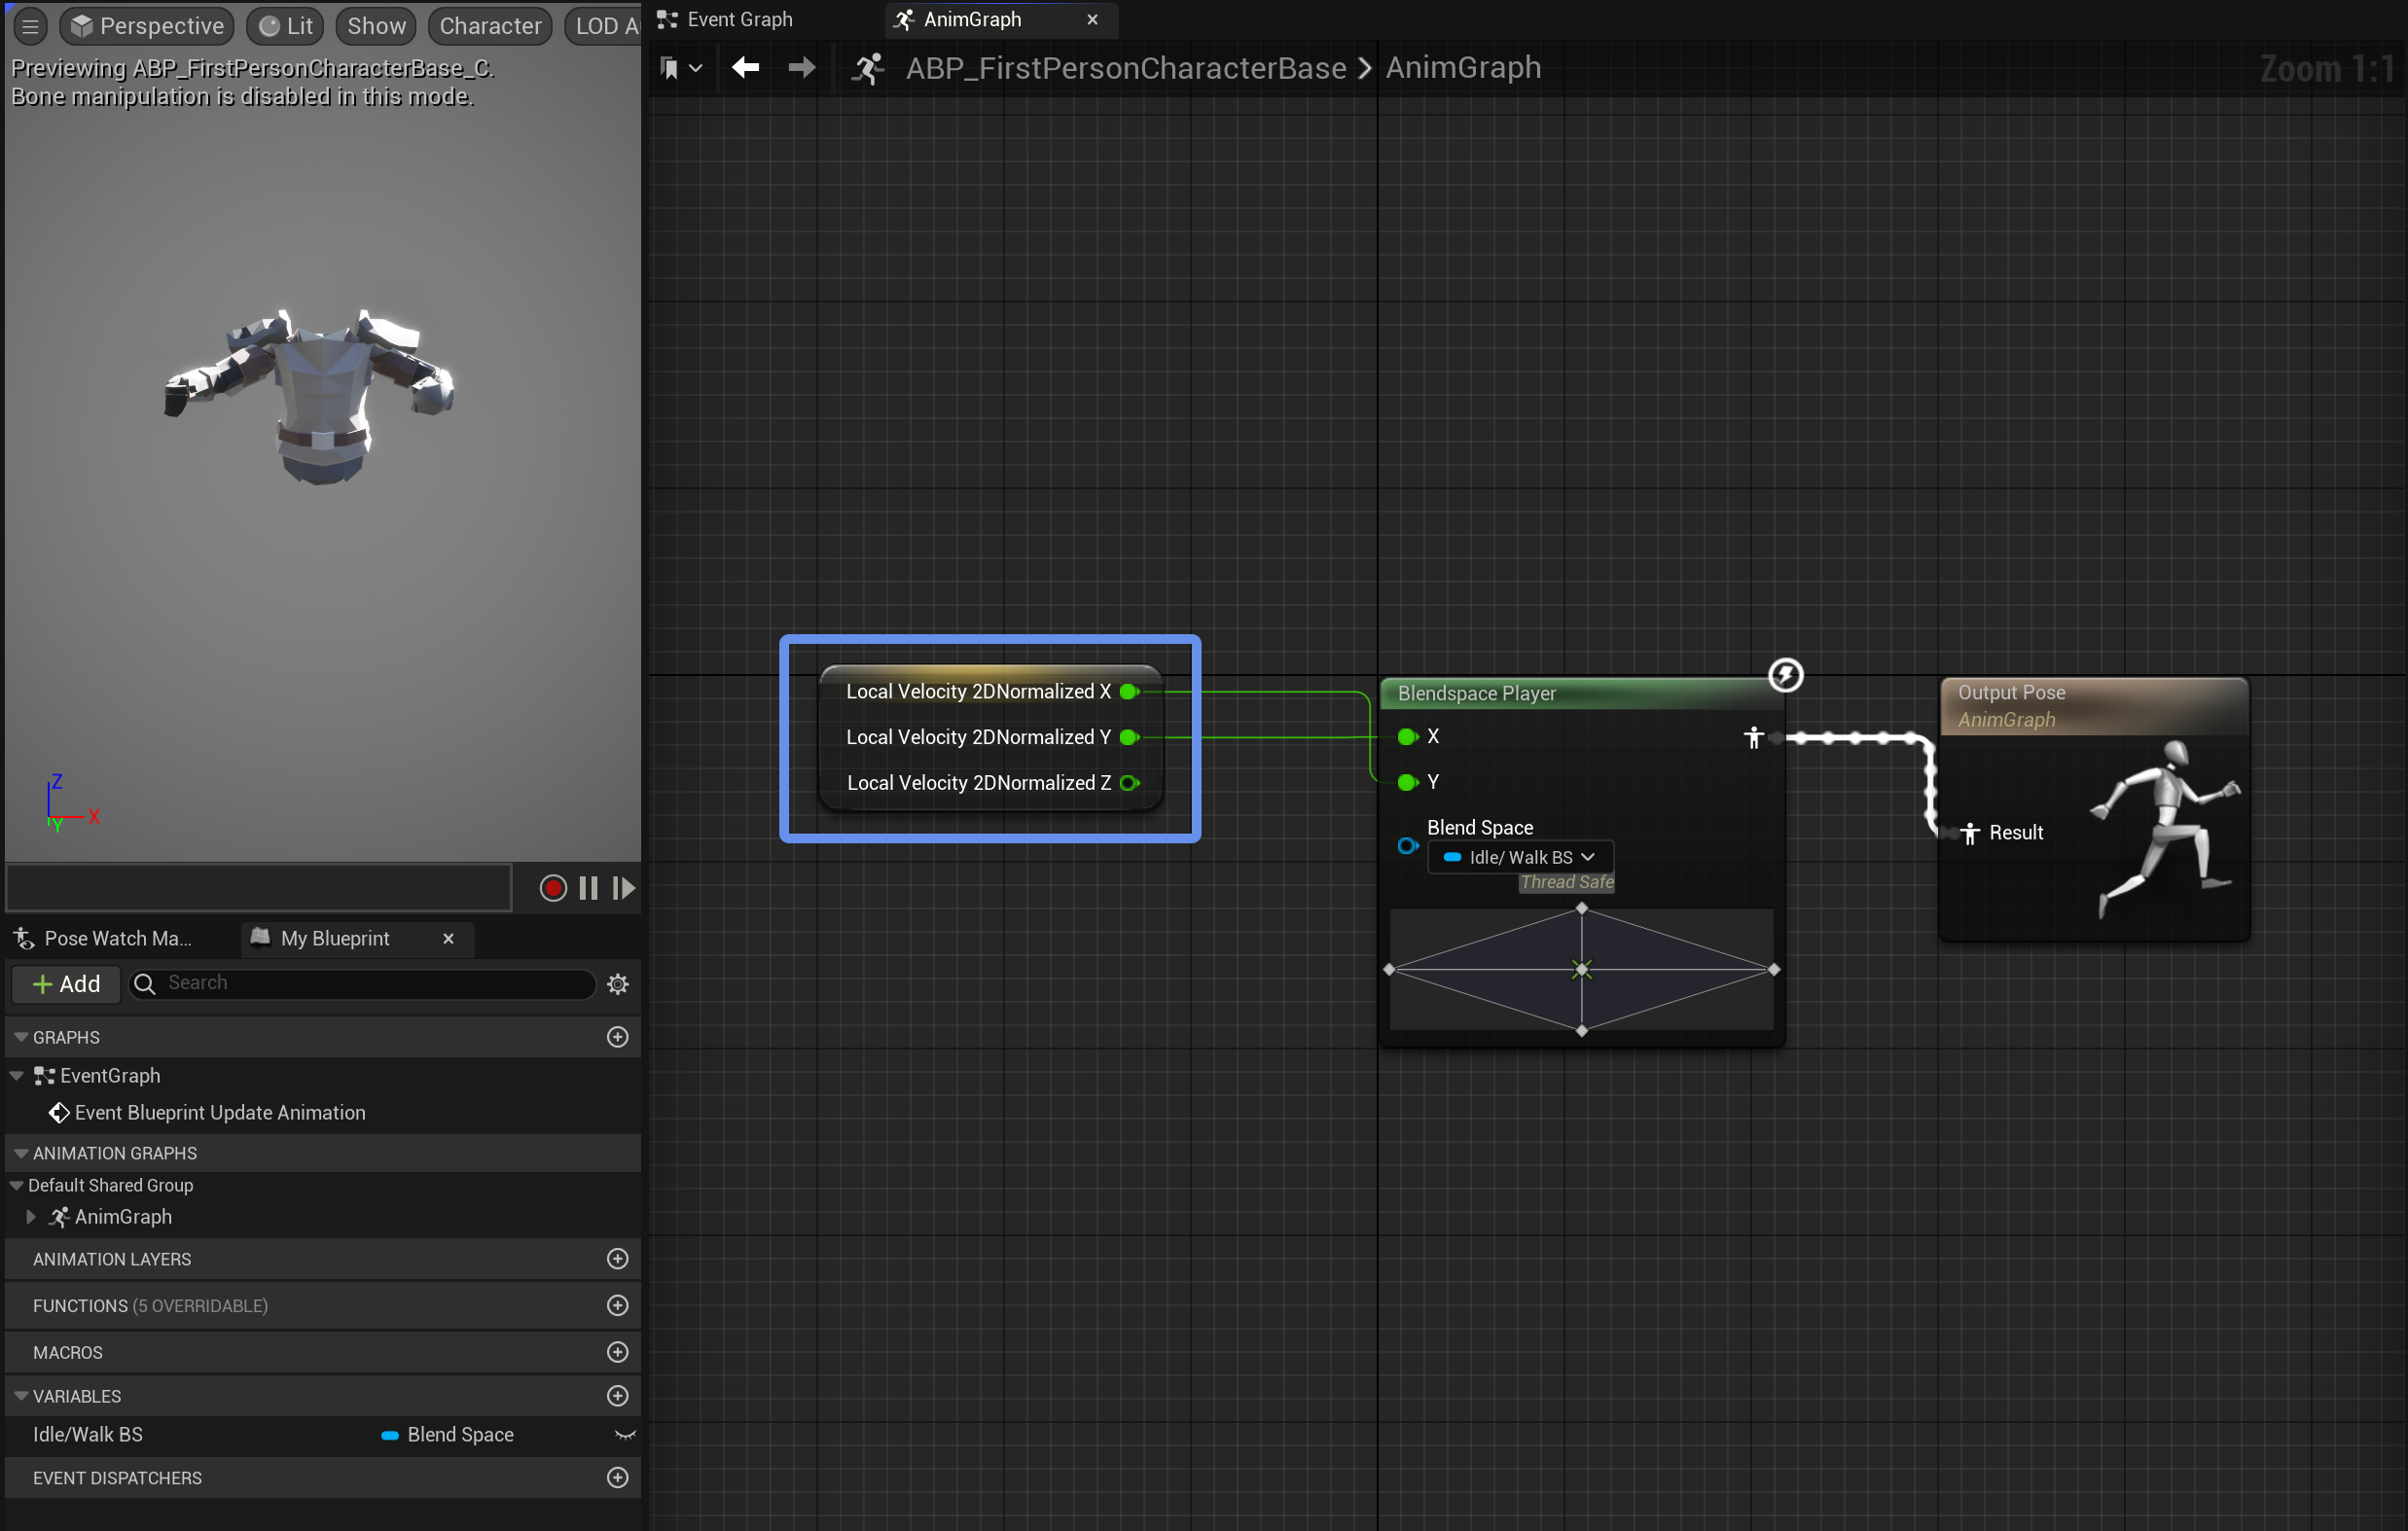 Perspective
Lit
Show
Character
LOD A
Previewing ABP_FirstPersonCharacterBase_C.
Bone manipulation is disabled in this mode.
Z
X
Y
Pose Watch Ma...
My Blueprint
Add
Search
GRAPHS
EventGraph
Event Blueprint Update Animation
ANIMATION GRAPHS
Default Shared Group
AnimGraph
ANIMATION LAYERS
FUNCTIONS (5 OVERRIDABLE)
MACROS
VARIABLES
Idle/Walk BS
Blend Space
EVENT DISPATCHERS
Event Graph
AnimGraph
ABP_FirstPersonCharacterBase > AnimGraph
Zoom 1:1
Local Velocity 2DNormalized X
Local Velocity 2DNormalized Y
Local Velocity 2DNormalized Z
Blendspace Player
X
Y
Blend Space
Idle/ Walk BS
Thread Safe
Output Pose
AnimGraph
Result